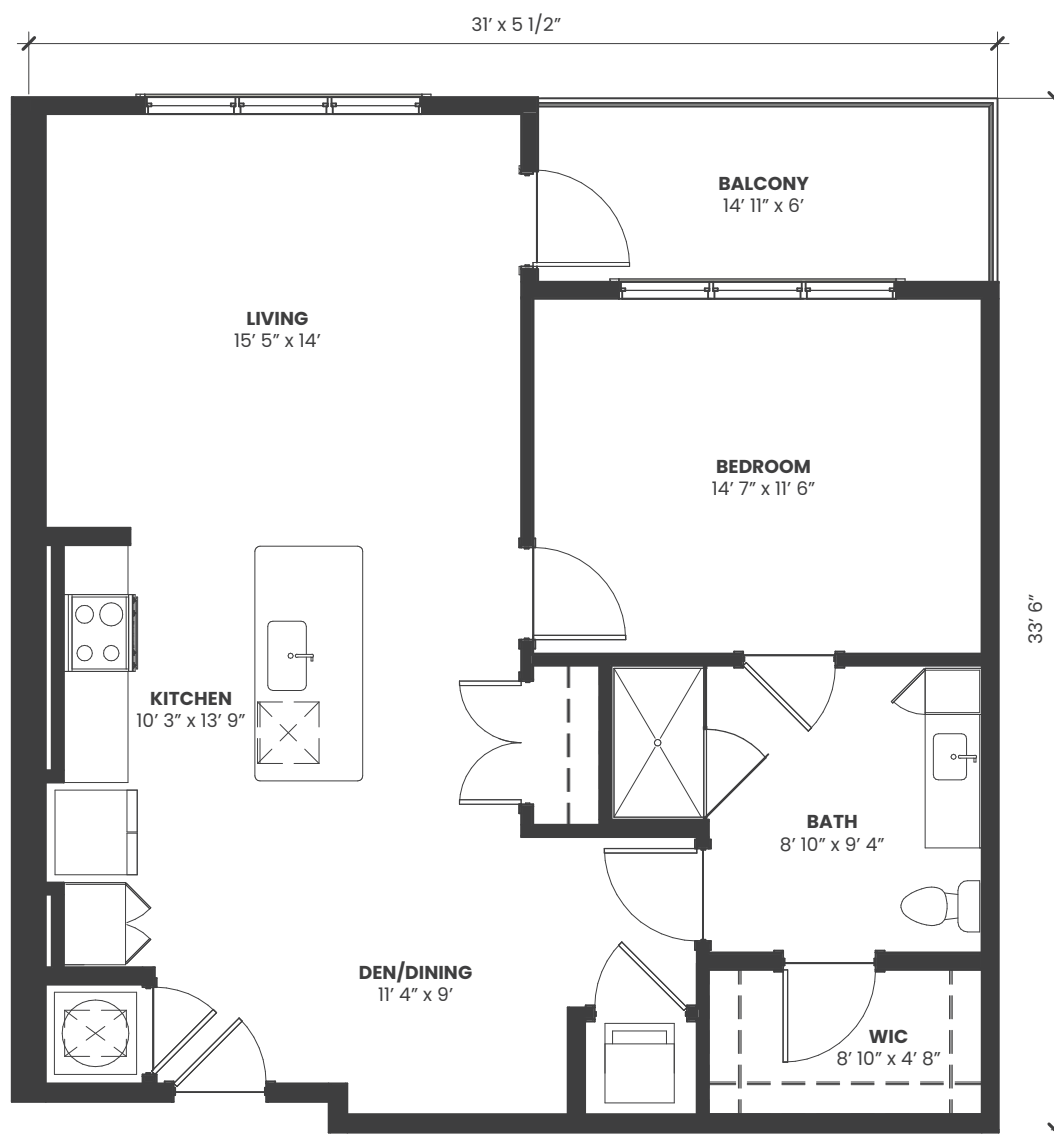 31’ x 5 1/2”
BALCONY
14’ 11” x 6’
LIVING
15’ 5” x 14’
BEDROOM
14’ 7” x 11’ 6”
33’ 6”
KITCHEN
10’ 3” x 13’ 9”
BATH
8’ 10” x 9’ 4”
DEN/DINING
11’ 4” x 9’
WIC
8’ 10” x 4’ 8”